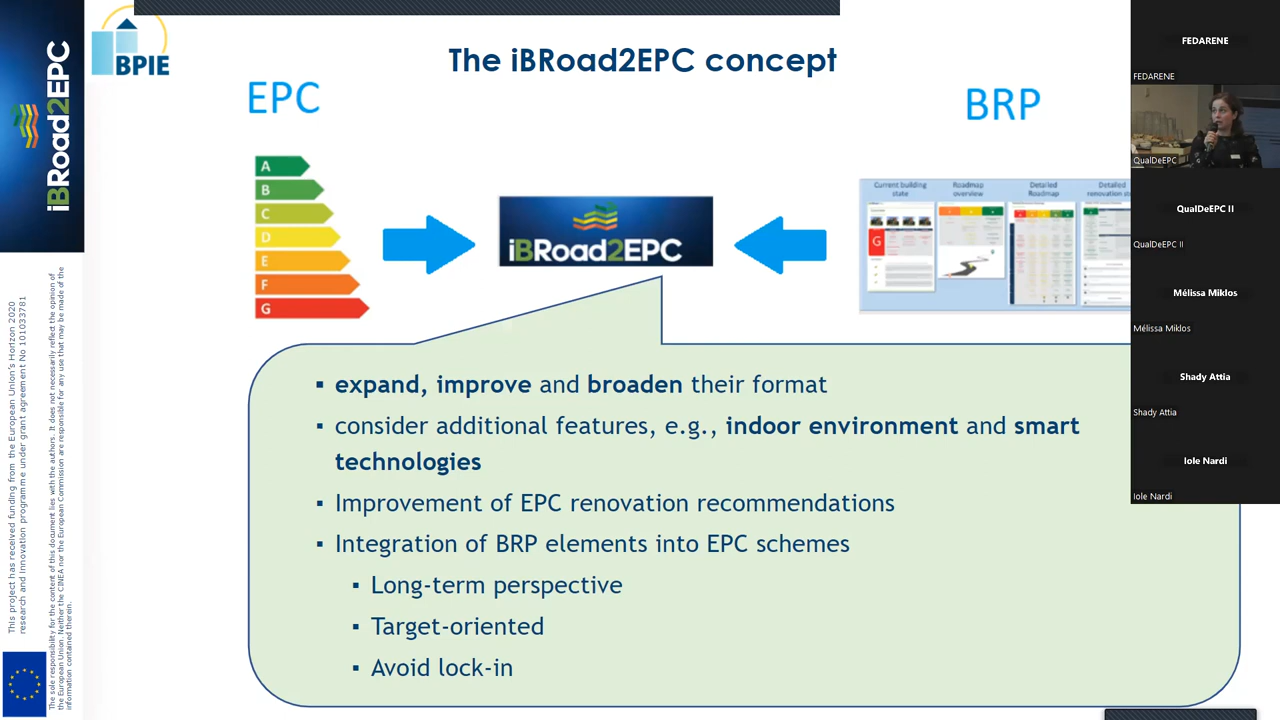 iBRoad2EPC
This project has received funding from the European Union's Horizon 2020
research and Innovation programme under grant agreement No 101033781
The sole responsibility for the content of this document lies with the authors. It does not necessarily reflect the opinion of
the European Union. Neither the CINEA nor the European Commission are responsible for any use that may be made of the
information contained therein.
BPIE
The iBRoad2EPC concept
EPC
BRP
A
B
C
D
E
F
G
iBRoad2EPC
Current building
state
Roadmap
overview
Detailed
Roadmap
Detailed
G
▪ expand, improve and broaden their format
▪ consider additional features, e.g., indoor environment and smart
technologies
▪ Improvement of EPC renovation recommendations
▪ Integration of BRP elements into EPC schemes
▪ Long-term perspective
▪ Target-oriented
▪ Avoid lock-in
FEDARENE
FEDARENE
QualDeEPC
QualDeEPC II
QualDeEPC II
Mélissa Miklos
Mélissa Miklos
Shady Attia
Shady Attia
Iole Nardi
Iole Nardi